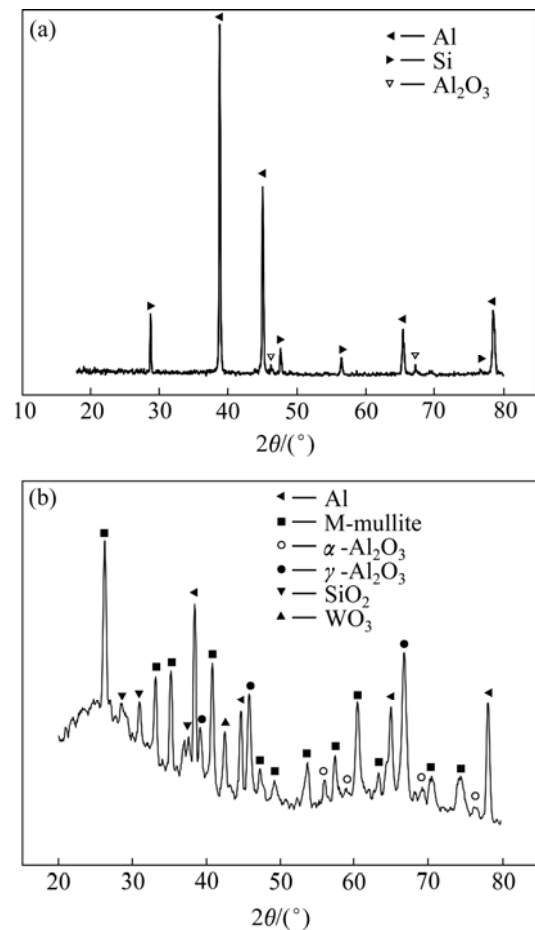 (a)
Al
Si
Al₂O₃
10 20 30 40 50 60 70 80
2θ/(°)
(b)
Al
M-mullite
α-Al₂O₃
γ-Al₂O₃
SiO₂
WO₃
20 30 40 50 60 70 80
2θ/(°)